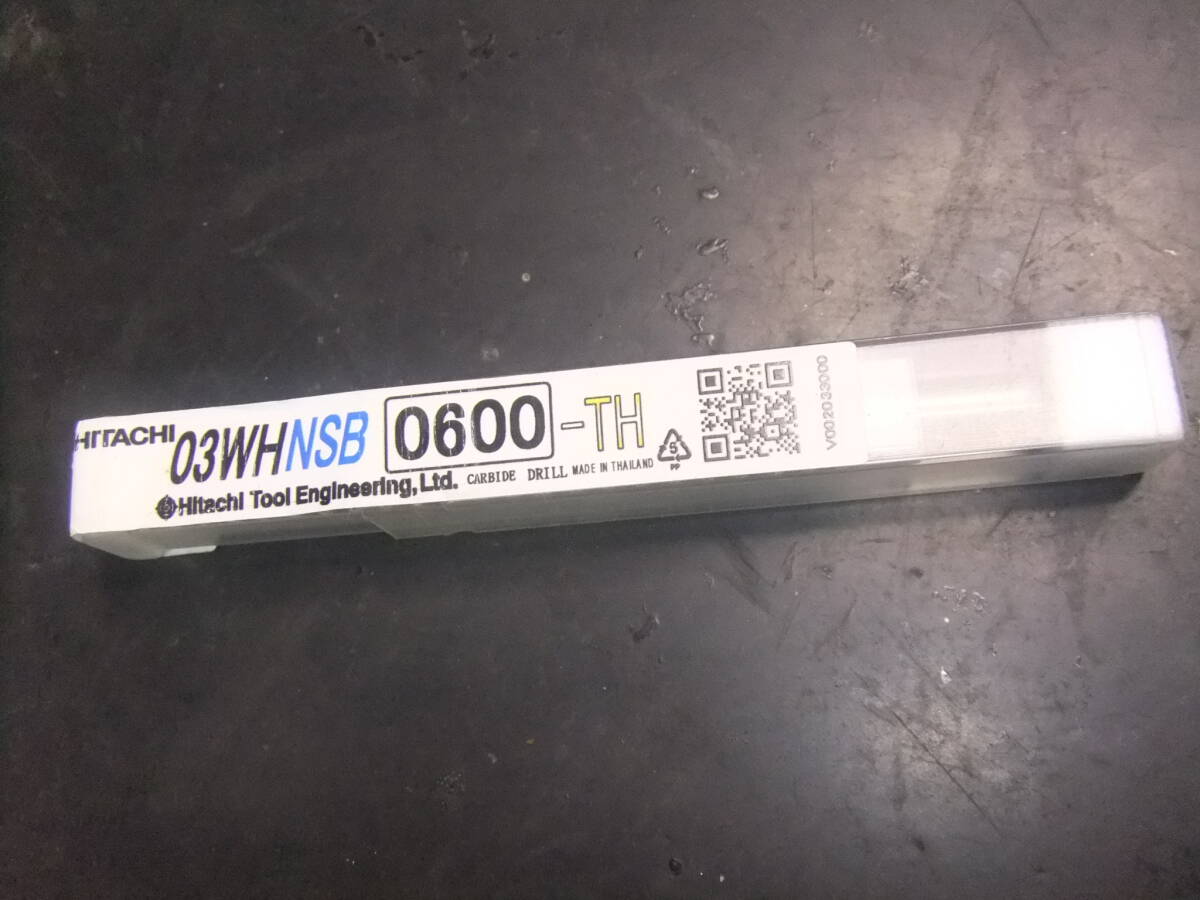 HITACHI 03WHNSB 0600-TH
Hitachi Tool Engineering, Ltd. CARBIDE DRILL MADE IN THAILAND
5
PP
V002033000